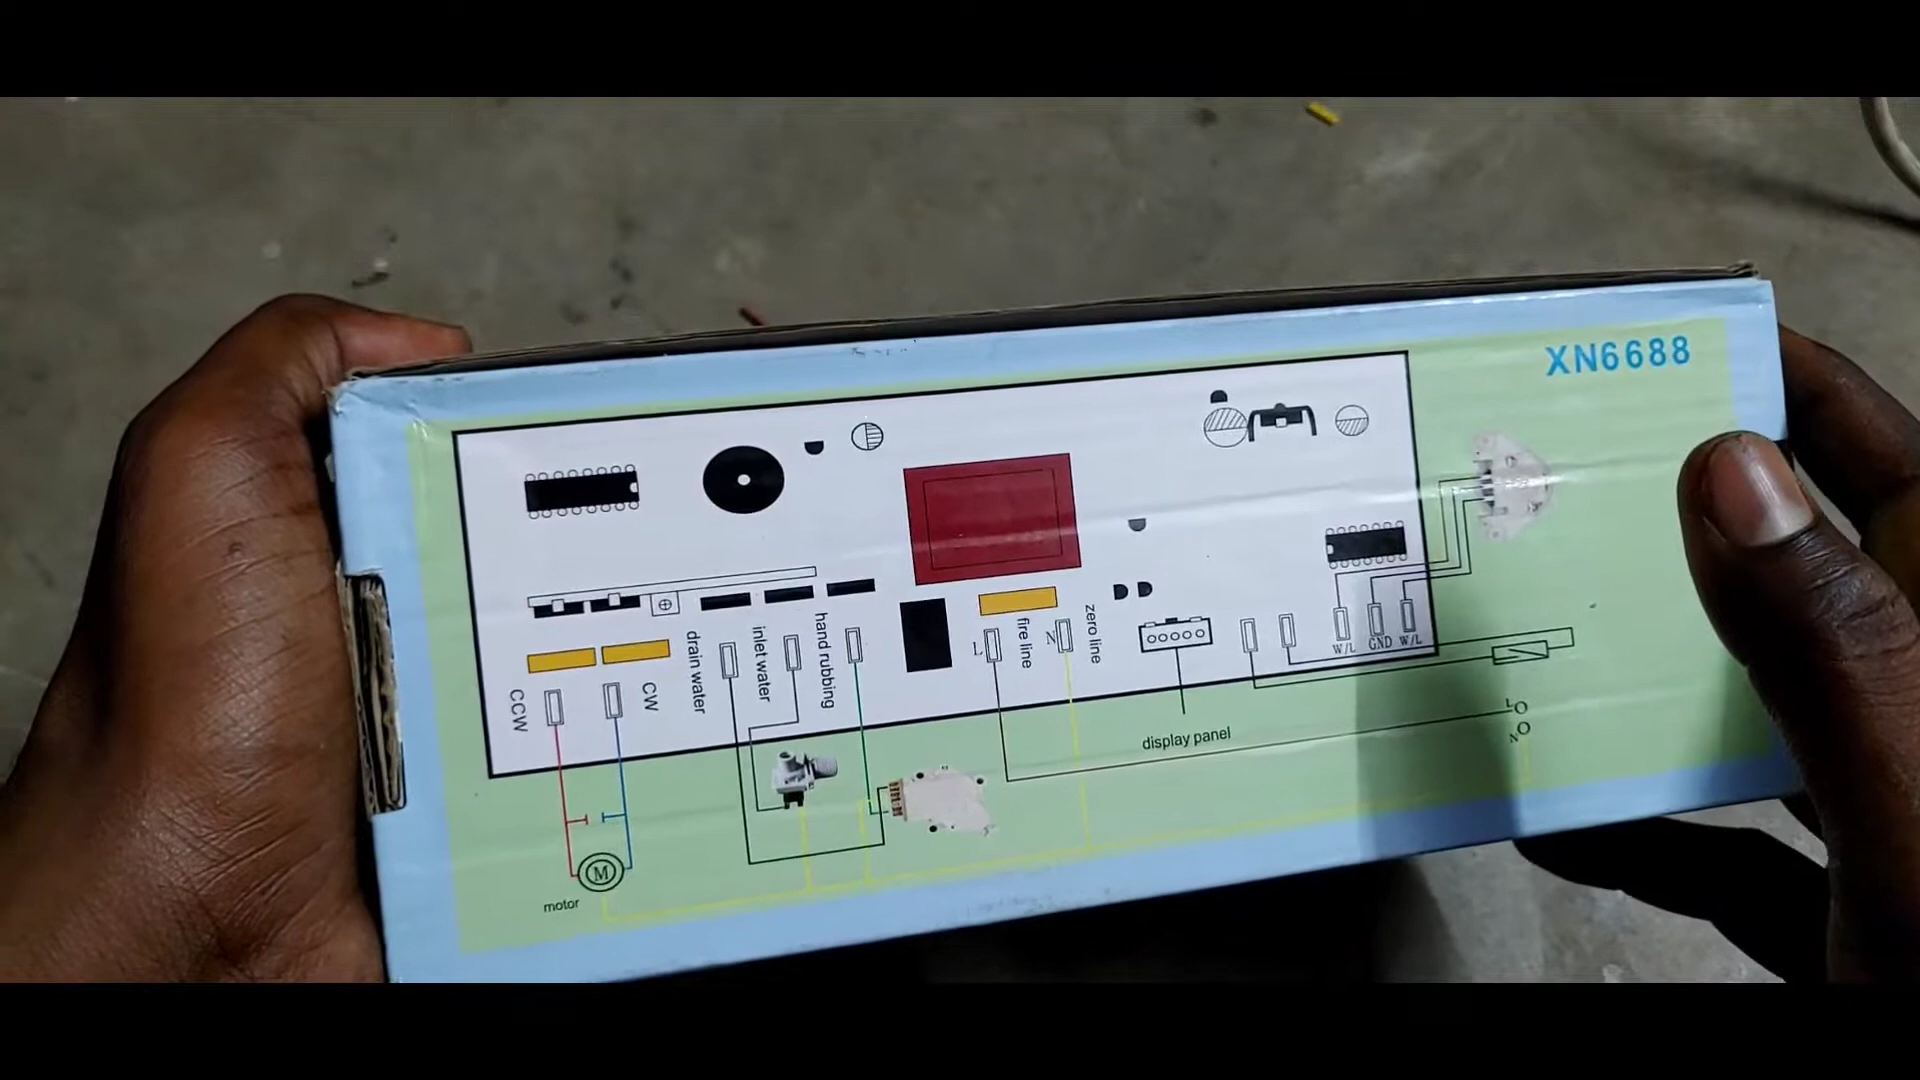 XN6688
CCW
CW
drain water
inlet water
hand rubbing
L
fire line
N
zero line
W/L
GND
W/L
display panel
L
N
M
motor